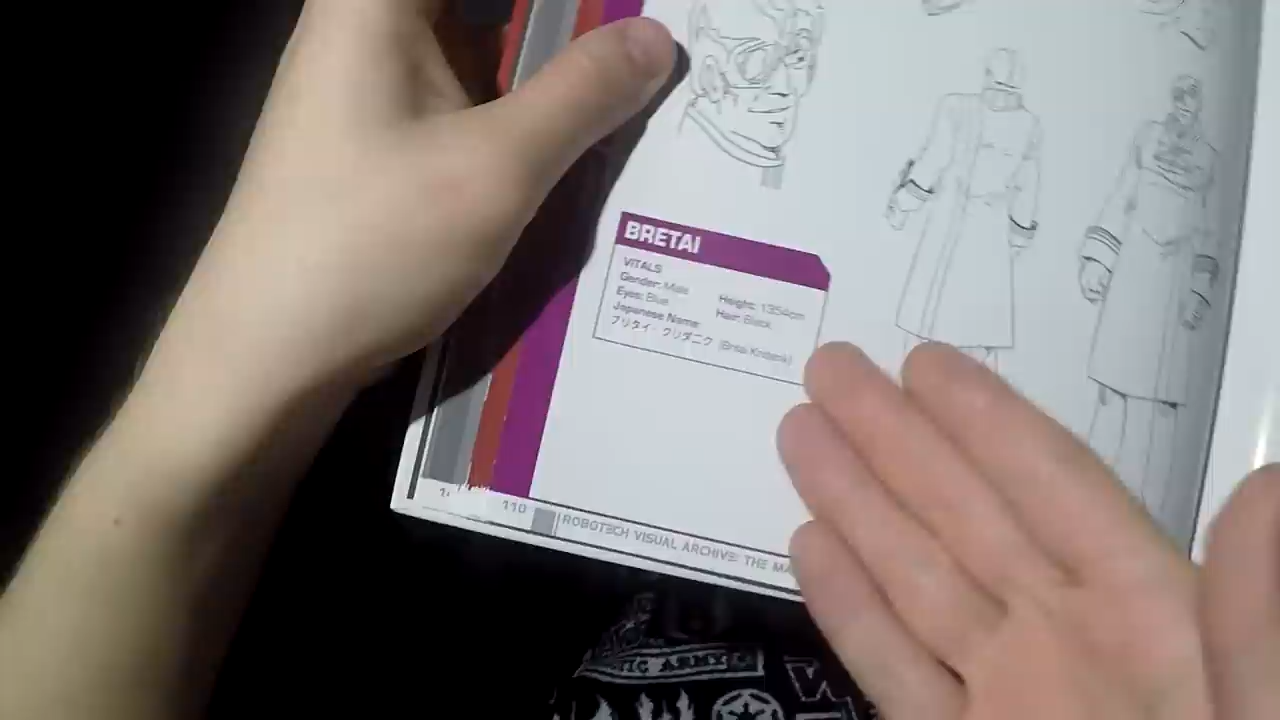 BRETAI
VITALS
Gender: Male Height: 1354cm
Eyes: Blue Hair: Black
Japanese Name:
ブリタイ・クリダニク (Britai Kridanik)
110 ROBOTECH VISUAL ARCHIVE: THE MA
ARMY